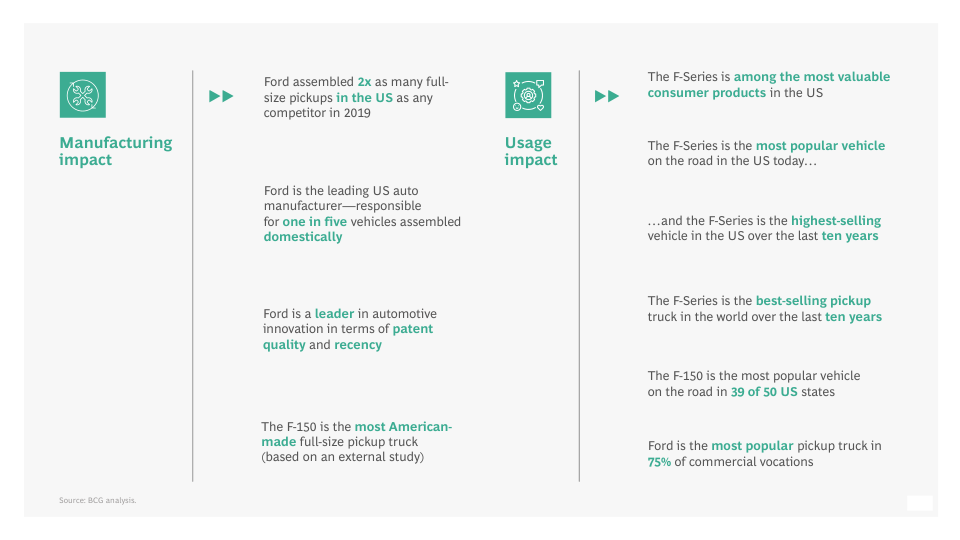 Manufacturing
impact
Ford assembled 2x as many full-
size pickups in the US as any
competitor in 2019
Ford is the leading US auto
manufacturer—responsible
for one in five vehicles assembled
domestically
Ford is a leader in automotive
innovation in terms of patent
quality and recency
The F-150 is the most American-
made full-size pickup truck
(based on an external study)
Usage
impact
The F-Series is among the most valuable
consumer products in the US
The F-Series is the most popular vehicle
on the road in the US today…
…and the F-Series is the highest-selling
vehicle in the US over the last ten years
The F-Series is the best-selling pickup
truck in the world over the last ten years
The F-150 is the most popular vehicle
on the road in 39 of 50 US states
Ford is the most popular pickup truck in
75% of commercial vocations
Source: BCG analysis.